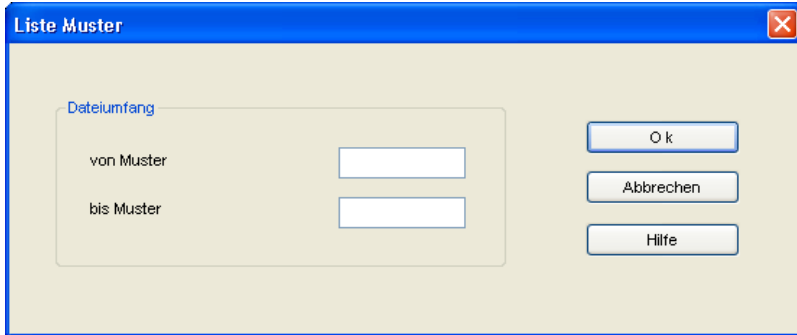 Liste Muster
Dateiumfang
von Muster
bis Muster
O k
Abbrechen
Hilfe